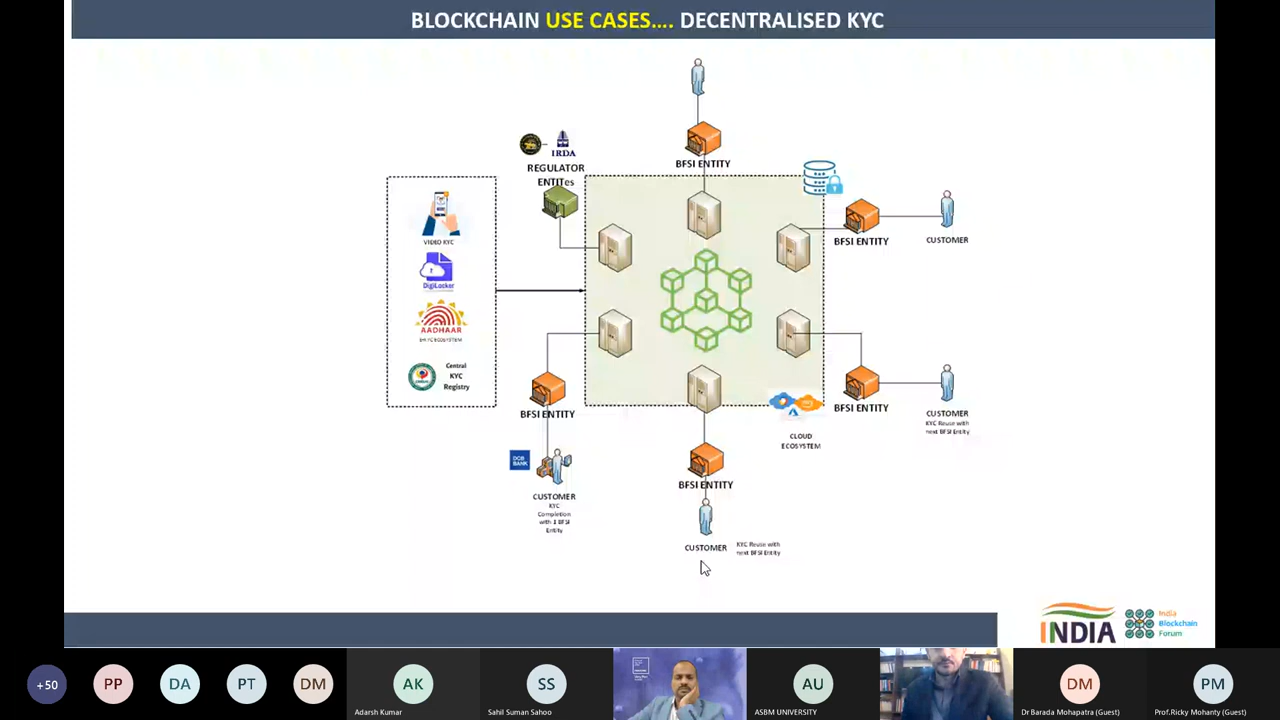 BLOCKCHAIN USE CASES.... DECENTRALISED KYC
IRDA
REGULATOR
ENTITes
BFSI ENTITY
VIDEO KYC
DigiLocker
AADHAAR
Central
KYC
Registry
BFSI ENTITY
CUSTOMER
BFSI ENTITY
BFSI ENTITY
CUSTOMER
KYC Reuse with
next BFSI Entity
CLOUD
ECOSYSTEM
DCB
BANK
CUSTOMER
KYC
Completion
with 1 BFSI
Entity
BFSI ENTITY
CUSTOMER
KYC Reuse with
next BFSI Entity
INDIA
India
Blockchain
Forum
+50
PP
DA
PT
DM
AK
Adarsh Kumar
SS
Sahil Suman Sahoo
AU
ASBM UNIVERSITY
DM
Dr Barada Mohapatra (Guest)
PM
Prof.Ricky Mohanty (Guest)